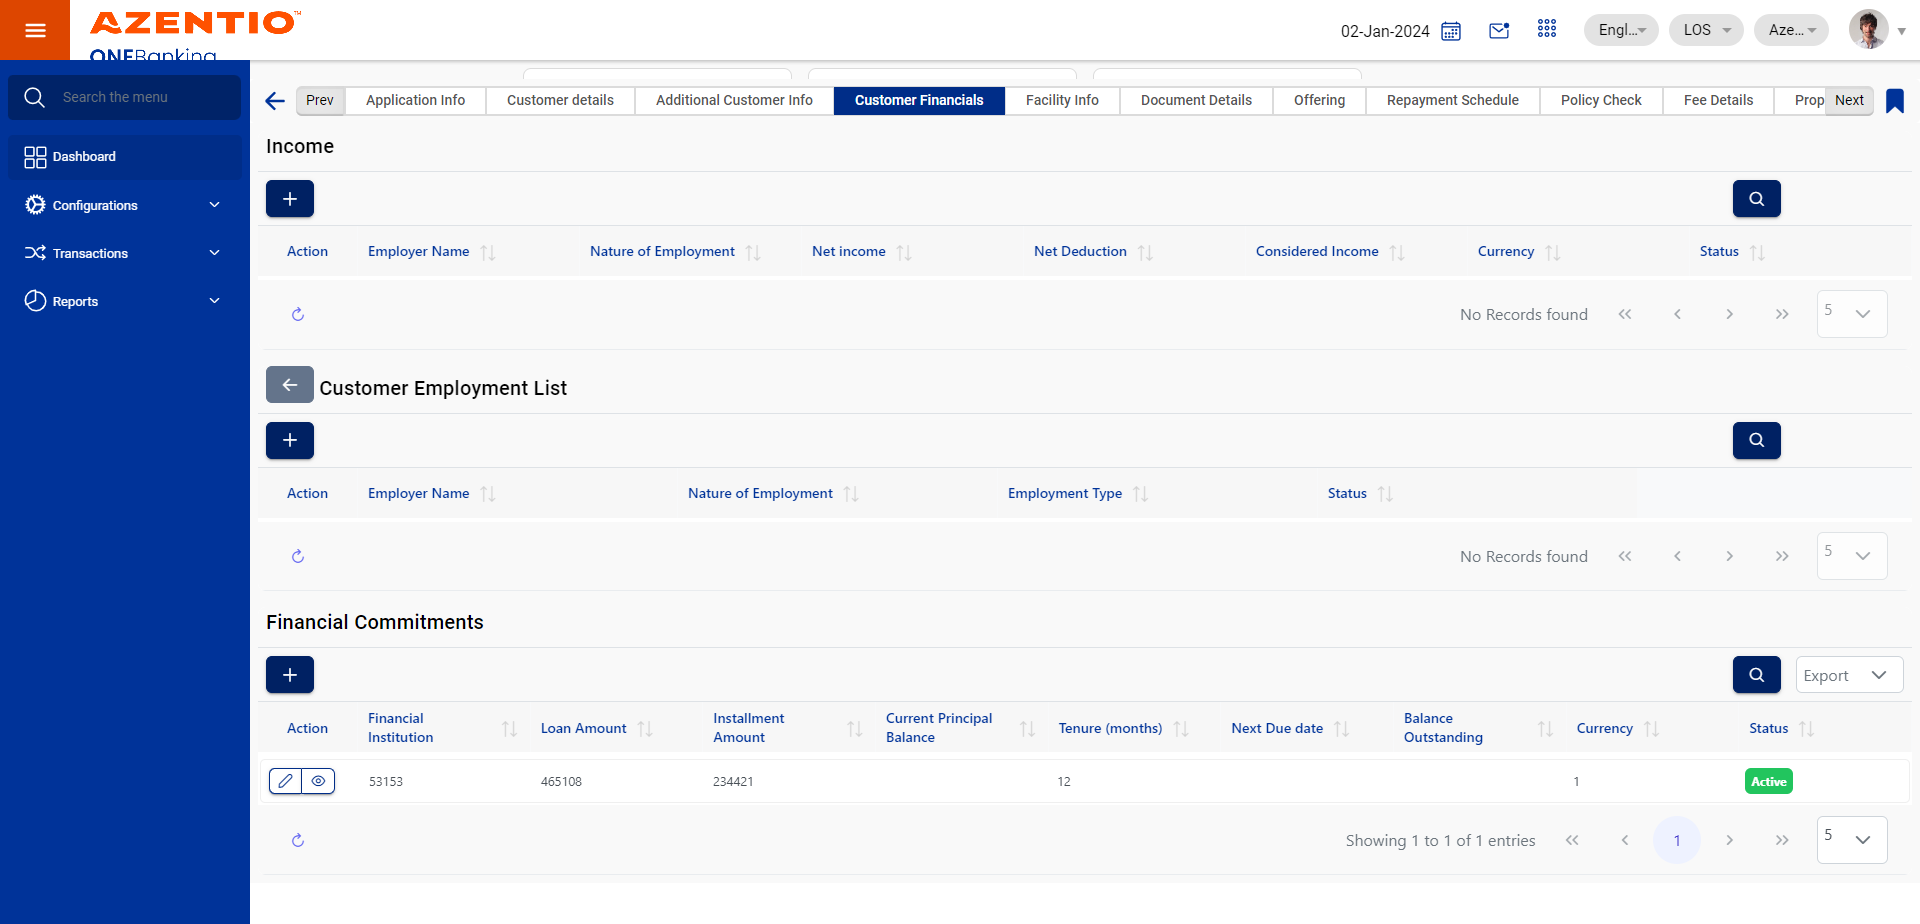 AZENTIO™
ONEBanking
02-Jan-2024
Engl...
LOS
Aze...
Search the menu
Dashboard
Configurations
Transactions
Reports
Prev
Application Info
Customer details
Additional Customer Info
Customer Financials
Facility Info
Document Details
Offering
Repayment Schedule
Policy Check
Fee Details
Prop
Next
Income
Action Employer Name Nature of Employment Net income Net Deduction Considered Income Currency Status
No Records found 5
Customer Employment List
Action Employer Name Nature of Employment Employment Type Status
No Records found 5
Financial Commitments
Export
Action Financial Institution Loan Amount Installment Amount Current Principal Balance Tenure (months) Next Due date Balance Outstanding Currency Status
53153 465108 234421 12 1 Active
Showing 1 to 1 of 1 entries 1 5